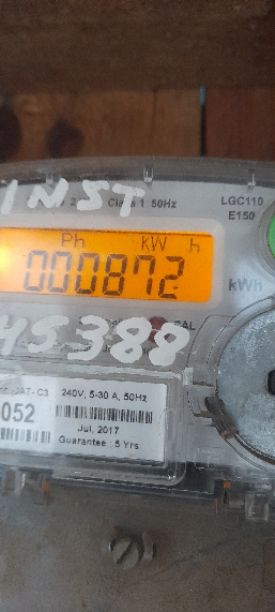 INST
Class 1 50Hz
LGC110
E150
Ph kW h
000872
kWh
HS388
240V, 5-30 A, 50Hz
052
Jul, 2017
Guarantee : 5 Yrs